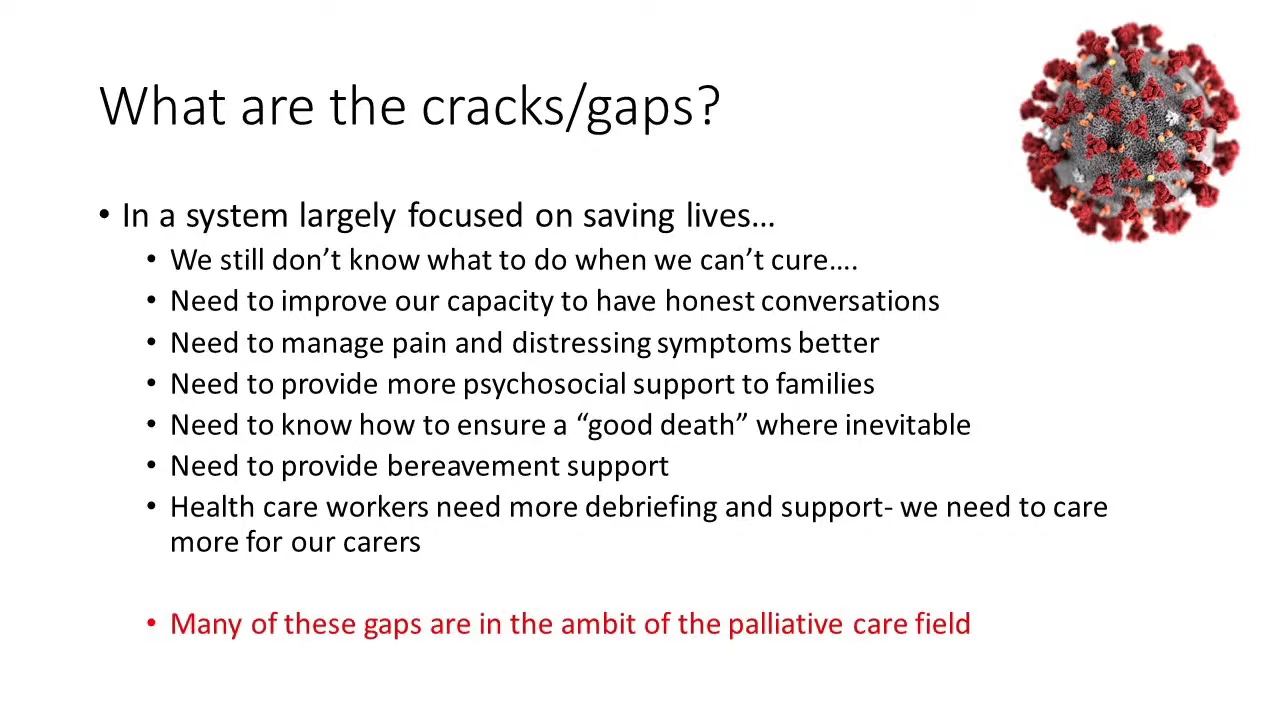 What are the cracks/gaps?
• In a system largely focused on saving lives…
• We still don’t know what to do when we can’t cure….
• Need to improve our capacity to have honest conversations
• Need to manage pain and distressing symptoms better
• Need to provide more psychosocial support to families
• Need to know how to ensure a “good death” where inevitable
• Need to provide bereavement support
• Health care workers need more debriefing and support- we need to care
more for our carers
• Many of these gaps are in the ambit of the palliative care field